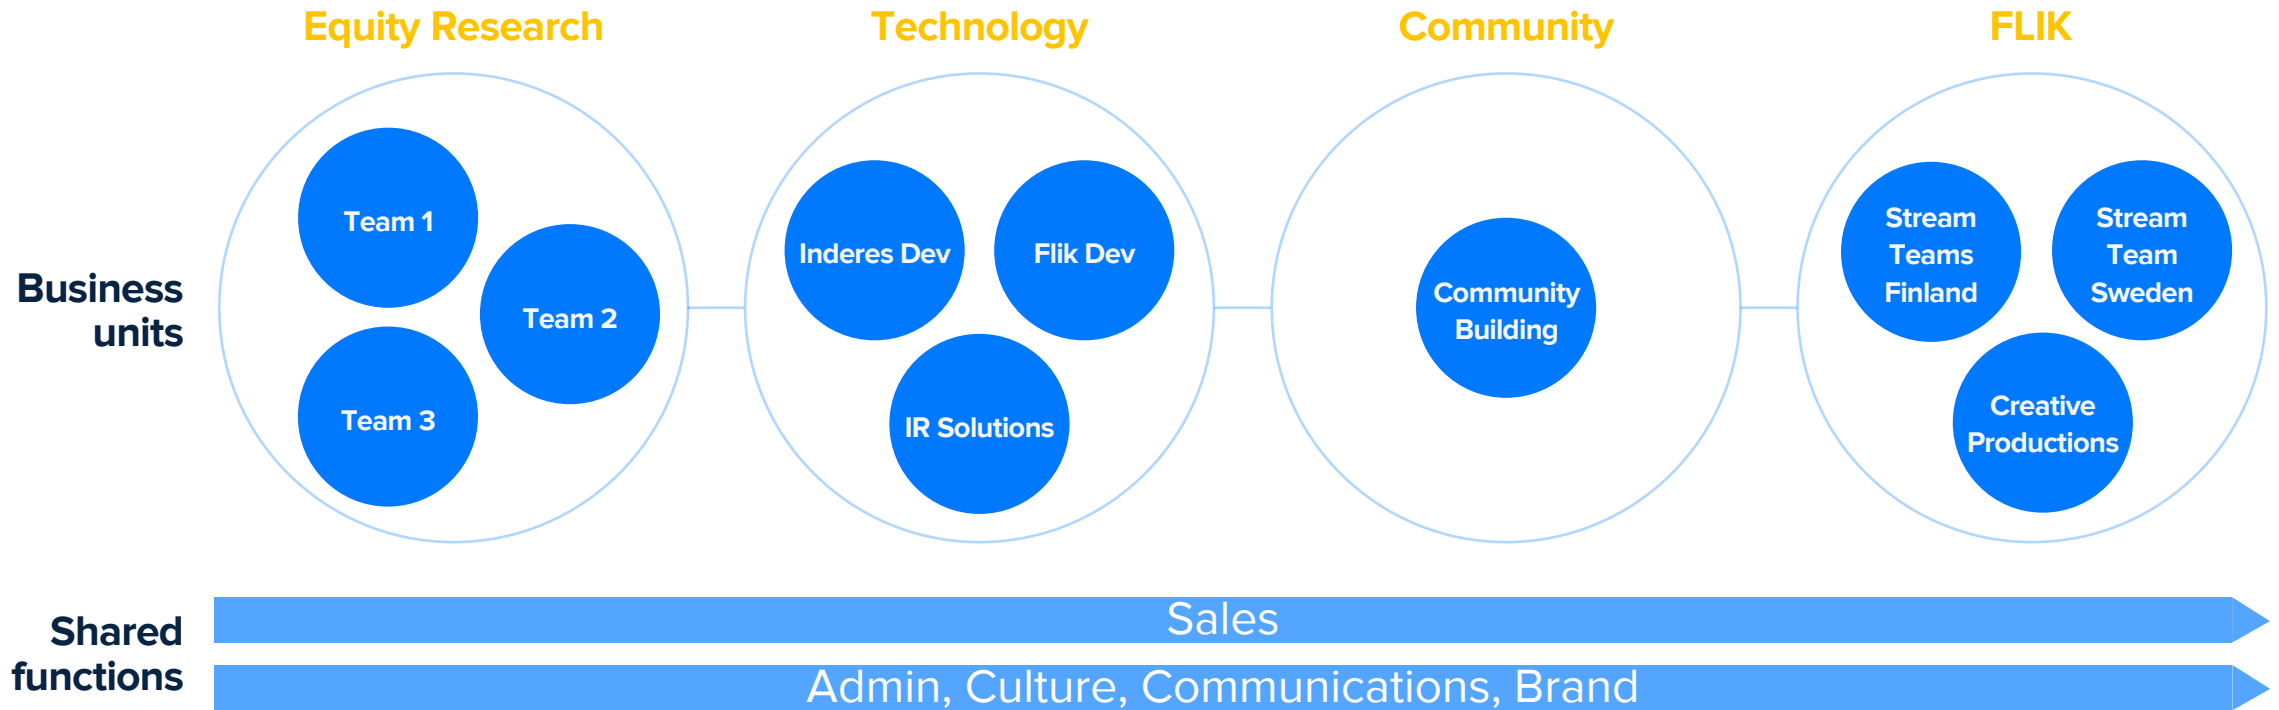 Equity Research
Technology
Community
FLIK
Business
units
Team 1
Team 2
Team 3
Inderes Dev
Flik Dev
IR Solutions
Community
Building
Stream
Teams
Finland
Stream
Team
Sweden
Creative
Productions
Shared
functions
Sales
Admin, Culture, Communications, Brand